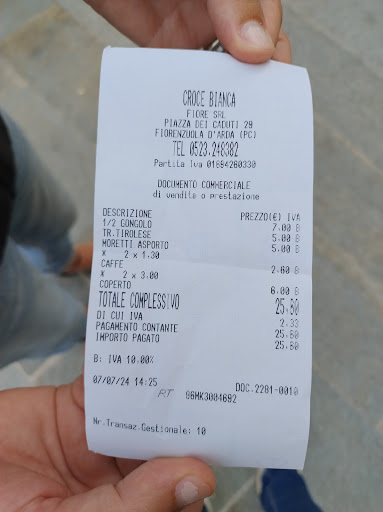 CROCE BIANCA
FIORE SRL
PIAZZA DEI CADUTI 29
FIORENZUOLA D'ARDA (PC)
TEL 0523.248382
Partita iva 01694260330
DOCUMENTO COMMERCIALE
di vendita o prestazione
DESCRIZIONE PREZZO(€) IVA
1/2 GONGOLO 7.00 B
TR.TIROLESE 5.00 B
MORETTI ASPORTO 5.00 B
X 2 x 1.30
CAFFE 2.60 B
X 2 x 3.00
COPERTO 6.00 B
TOTALE COMPLESSIVO 25.60
DI CUI IVA 2.33
PAGAMENTO CONTANTE 25.60
IMPORTO PAGATO 25.60
B: IVA 10.00%
07/07/24 14:25 DOC.2281-0010
RT 96MK3004692
Nr.Transaz.Gestionale: 10